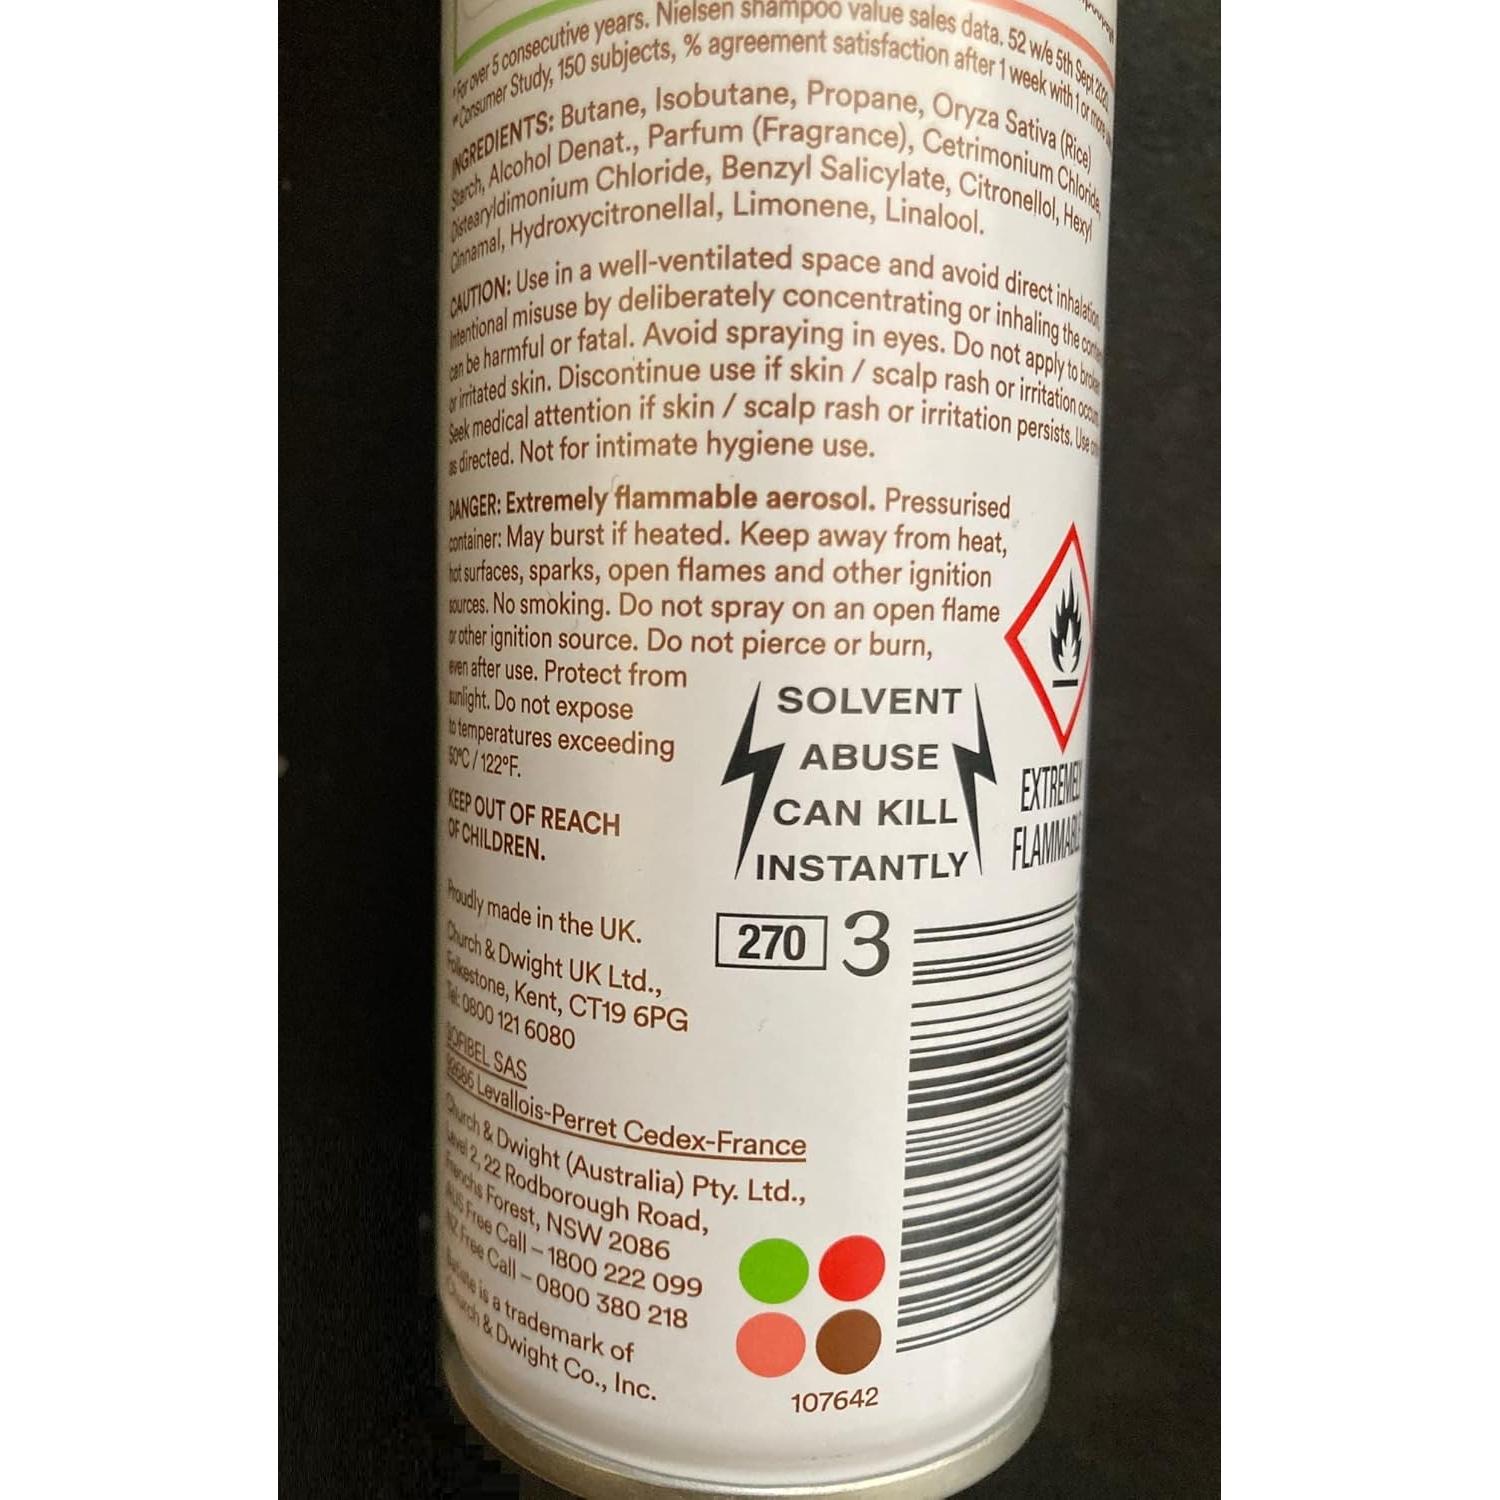 *For over 5 consecutive years. Nielsen shampoo value sales data. 52 w/e 5th Sept
**Consumer Study, 150 subjects, % agreement satisfaction after 1 week with 1 or more
INGREDIENTS: Butane, Isobutane, Propane, Oryza Sativa (Rice)
Starch, Alcohol Denat., Parfum (Fragrance), Cetrimonium Chloride,
Distearyldimonium Chloride, Benzyl Salicylate, Citronellol, Hexyl
Cinnamal, Hydroxycitronellal, Limonene, Linalool.
CAUTION: Use in a well-ventilated space and avoid direct inhalation.
Intentional misuse by deliberately concentrating or inhaling the
can be harmful or fatal. Avoid spraying in eyes. Do not apply to broken
or irritated skin. Discontinue use if skin / scalp rash or irritation
Seek medical attention if skin / scalp rash or irritation persists. Use
as directed. Not for intimate hygiene use.
DANGER: Extremely flammable aerosol. Pressurised
container: May burst if heated. Keep away from heat,
hot surfaces, sparks, open flames and other ignition
sources. No smoking. Do not spray on an open flame
or other ignition source. Do not pierce or burn,
even after use. Protect from
sunlight. Do not expose
to temperatures exceeding
50°C / 122°F.
KEEP OUT OF REACH
OF CHILDREN.
SOLVENT
ABUSE
CAN KILL
INSTANTLY
EXTREMELY
FLAMMABLE
270 3
Proudly made in the UK.
Church & Dwight UK Ltd.,
Folkestone, Kent, CT19 6PG
Tel: 0800 121 6080
SOFIBEL SAS
92686 Levallois-Perret Cedex-France
Church & Dwight (Australia) Pty. Ltd.,
Level 2, 22 Rodborough Road,
Frenchs Forest, NSW 2086
AUS Free Call – 1800 222 099
NZ Free Call – 0800 380 218
Batiste is a trademark of
Church & Dwight Co., Inc.
107642